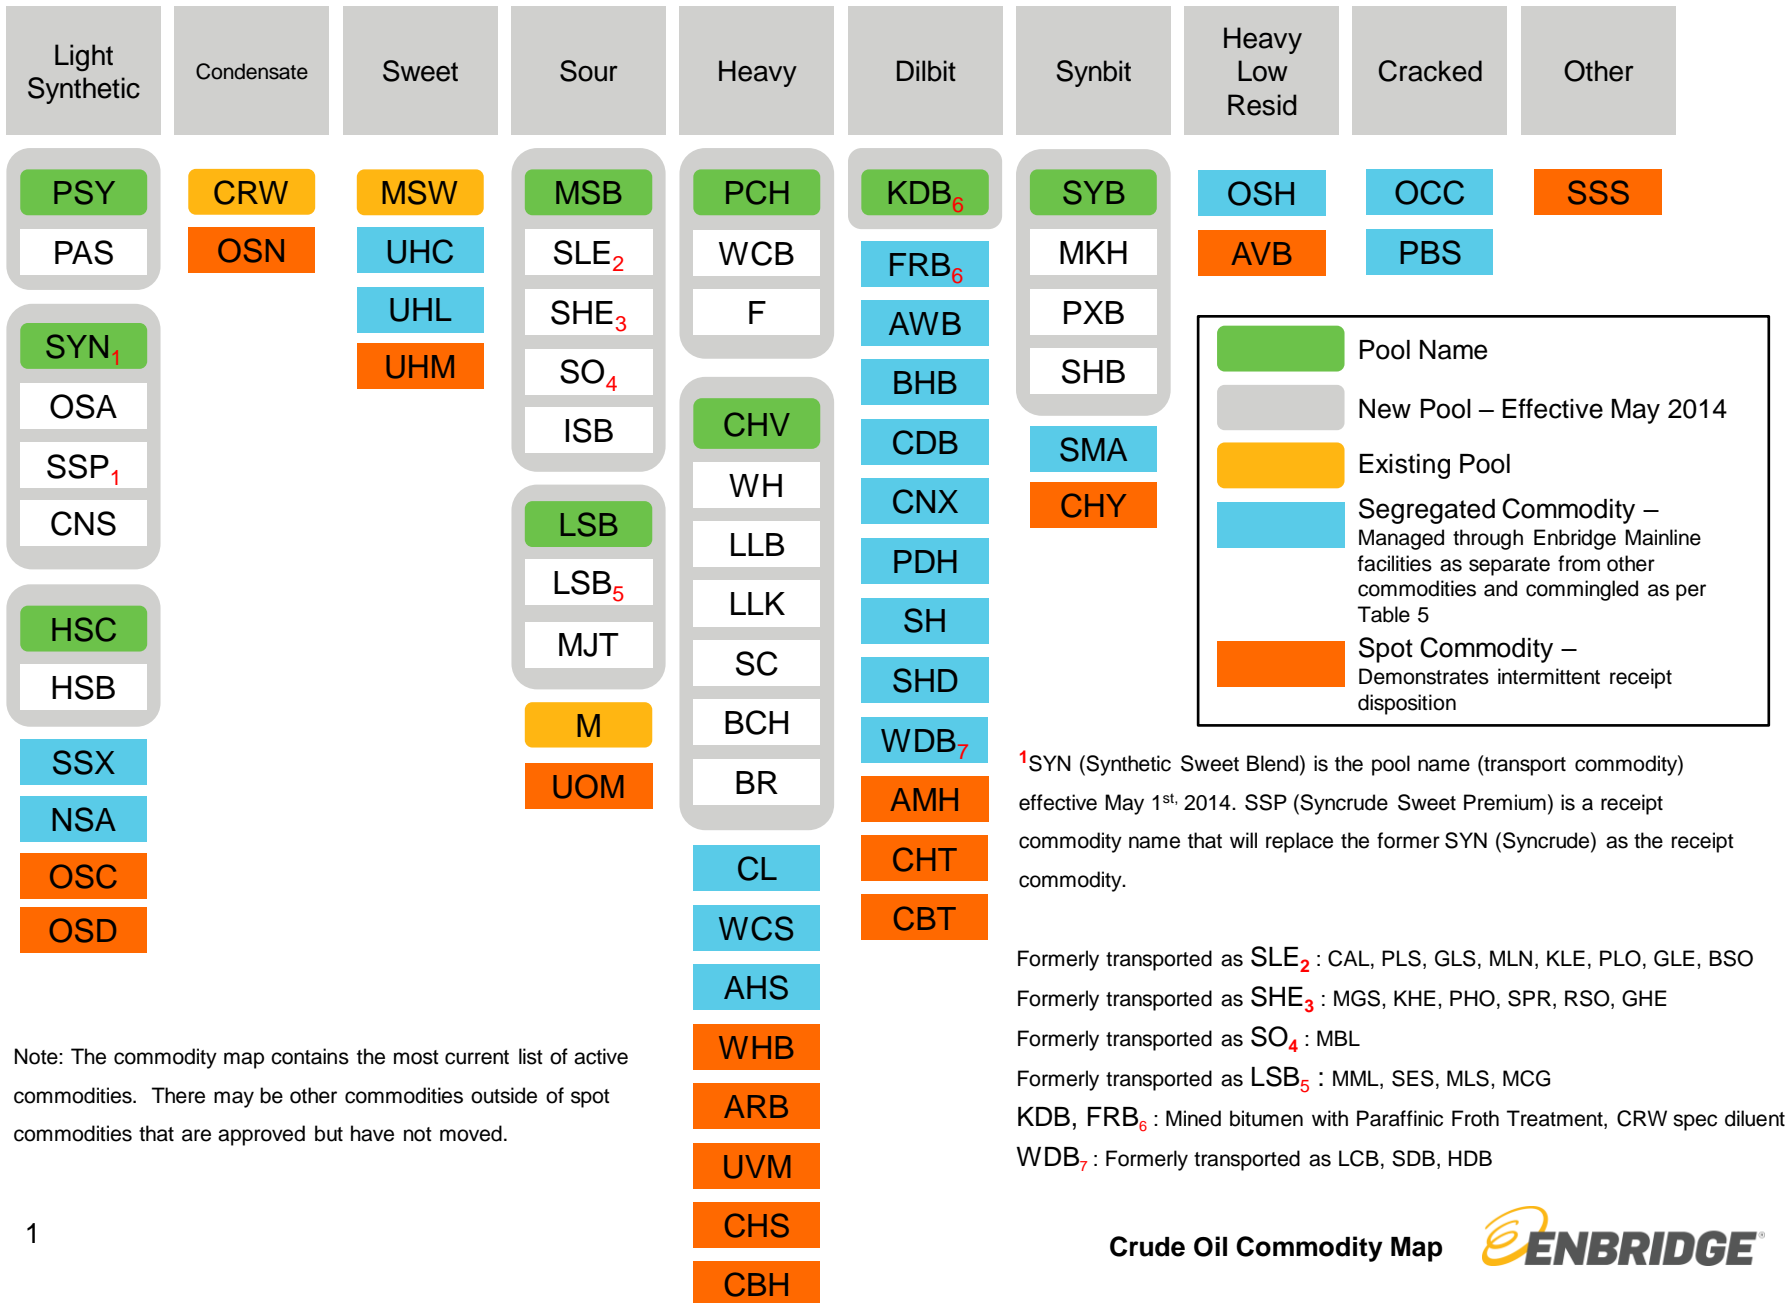 Light
Synthetic
Condensate
Sweet
Sour
Heavy
Dilbit
Synbit
Heavy
Low
Resid
Cracked
Other
PSY
PAS
SYN1
OSA
SSP1
CNS
HSC
HSB
SSX
NSA
OSC
OSD
CRW
OSN
MSW
UHC
UHL
UHM
MSB
SLE2
SHE3
SO4
ISB
LSB
LSB5
MJT
M
UOM
PCH
WCB
F
CHV
WH
LLB
LLK
SC
BCH
BR
CL
WCS
AHS
WHB
ARB
UVM
CHS
CBH
KDB6
FRB6
AWB
BHB
CDB
CNX
PDH
SH
SHD
WDB7
AMH
CHT
CBT
SYB
MKH
PXB
SHB
SMA
CHY
OSH
AVB
OCC
PBS
SSS
Pool Name
New Pool – Effective May 2014
Existing Pool
Segregated Commodity –
Managed through Enbridge Mainline
facilities as separate from other
commodities and commingled as per
Table 5
Spot Commodity –
Demonstrates intermittent receipt
disposition
1SYN (Synthetic Sweet Blend) is the pool name (transport commodity)
effective May 1st, 2014. SSP (Syncrude Sweet Premium) is a receipt
commodity name that will replace the former SYN (Syncrude) as the receipt
commodity.
Formerly transported as SLE2 : CAL, PLS, GLS, MLN, KLE, PLO, GLE, BSO
Formerly transported as SHE3 : MGS, KHE, PHO, SPR, RSO, GHE
Formerly transported as SO4 : MBL
Formerly transported as LSB5 : MML, SES, MLS, MCG
KDB, FRB6 : Mined bitumen with Paraffinic Froth Treatment, CRW spec diluent
WDB7 : Formerly transported as LCB, SDB, HDB
Note: The commodity map contains the most current list of active
commodities. There may be other commodities outside of spot
commodities that are approved but have not moved.
1
Crude Oil Commodity Map
ENBRIDGE®